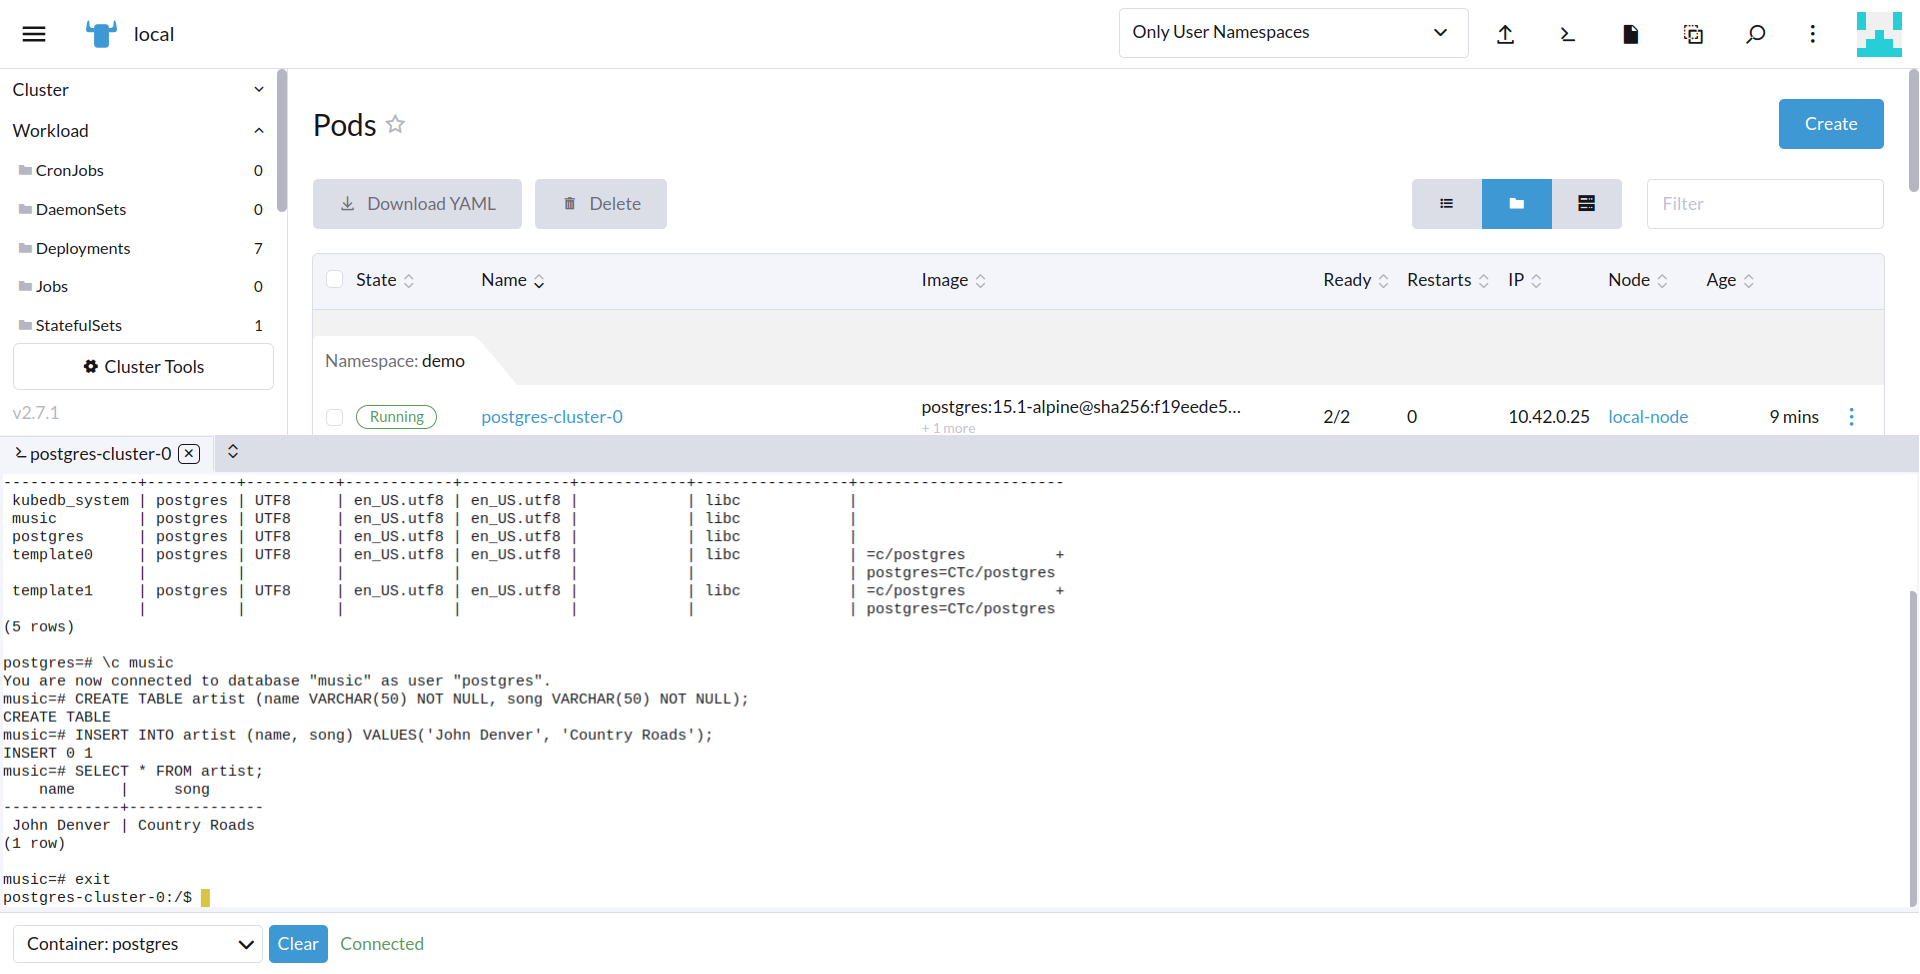 local
Only User Namespaces
Cluster
Workload
CronJobs 0
DaemonSets 0
Deployments 7
Jobs 0
StatefulSets 1
Cluster Tools
v2.7.1
Pods
Create
Download YAML
Delete
Filter
State Name Image Ready Restarts IP Node Age
Namespace: demo
Running postgres-cluster-0 postgres:15.1-alpine@sha256:f19eede5... 2/2 0 10.42.0.25 local-node 9 mins
+ 1 more
postgres-cluster-0
---------------+----------+----------+------------+------------+------------+-----------------+-----------------------
 kubedb_system | postgres | UTF8     | en_US.utf8 | en_US.utf8 |            | libc            |
 music         | postgres | UTF8     | en_US.utf8 | en_US.utf8 |            | libc            |
 postgres      | postgres | UTF8     | en_US.utf8 | en_US.utf8 |            | libc            |
 template0     | postgres | UTF8     | en_US.utf8 | en_US.utf8 |            | libc            | =c/postgres          +
               |          |          |            |            |            |                 | postgres=CTc/postgres
 template1     | postgres | UTF8     | en_US.utf8 | en_US.utf8 |            | libc            | =c/postgres          +
               |          |          |            |            |            |                 | postgres=CTc/postgres
(5 rows)
postgres=# \c music
You are now connected to database "music" as user "postgres".
music=# CREATE TABLE artist (name VARCHAR(50) NOT NULL, song VARCHAR(50) NOT NULL);
CREATE TABLE
music=# INSERT INTO artist (name, song) VALUES('John Denver', 'Country Roads');
INSERT 0 1
music=# SELECT * FROM artist;
    name     |     song
-------------+---------------
 John Denver | Country Roads
(1 row)
music=# exit
postgres-cluster-0:/$
Container: postgres
Clear
Connected